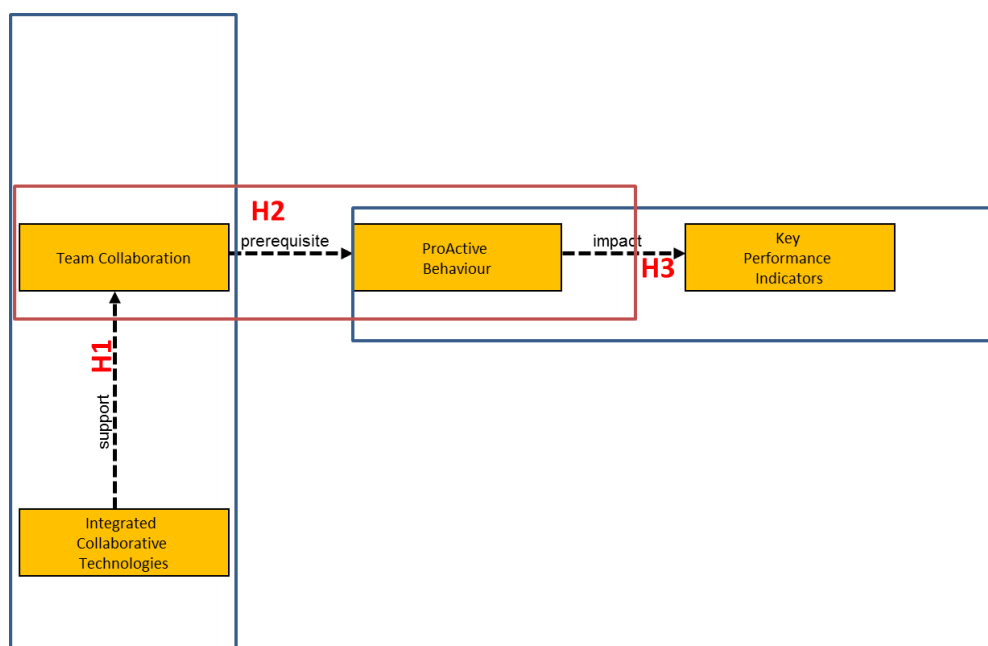 H2
prerequisite
impact
H3
Team Collaboration
ProActive
Behaviour
Key
Performance
Indicators
H1
support
Integrated
Collaborative
Technologies